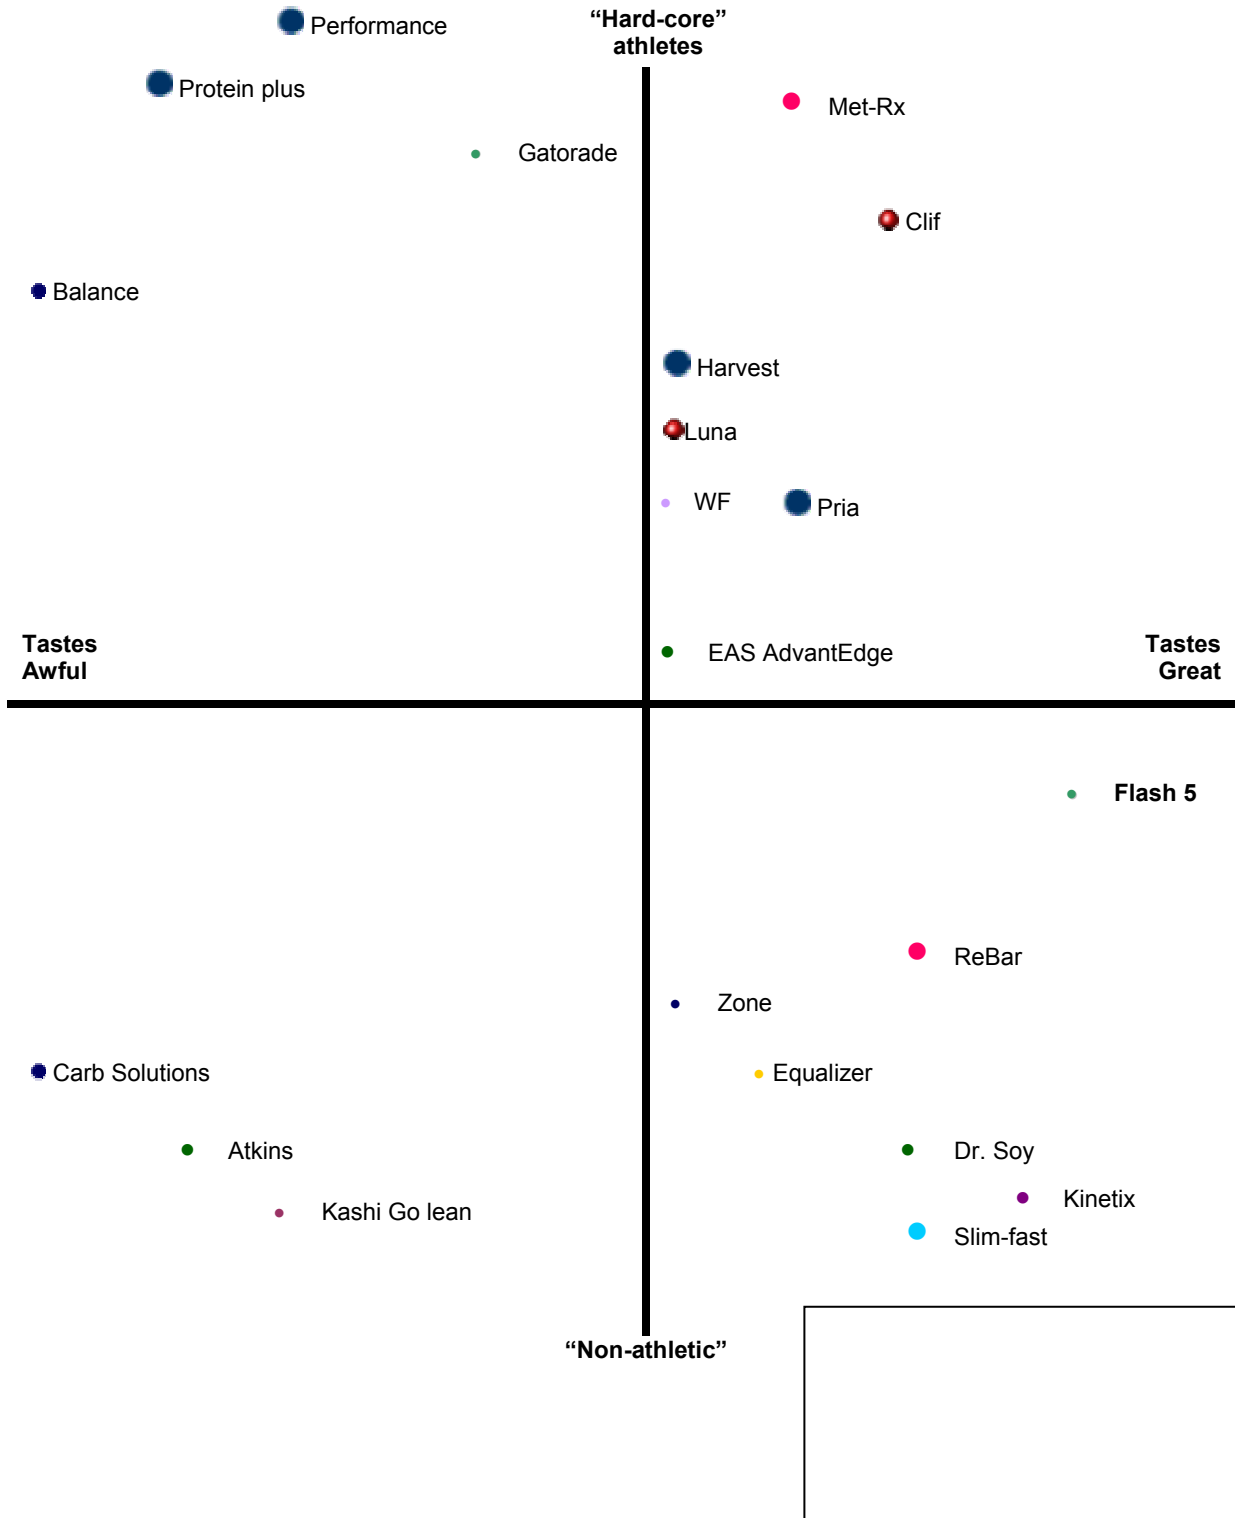 “Hard-core”
athletes
Performance
Protein plus
Met-Rx
Gatorade
Clif
Balance
Harvest
Luna
WF
Pria
Tastes
Awful
EAS AdvantEdge
Tastes
Great
Flash 5
ReBar
Zone
Carb Solutions
Equalizer
Atkins
Dr. Soy
Kinetix
Kashi Go lean
Slim-fast
“Non-athletic”